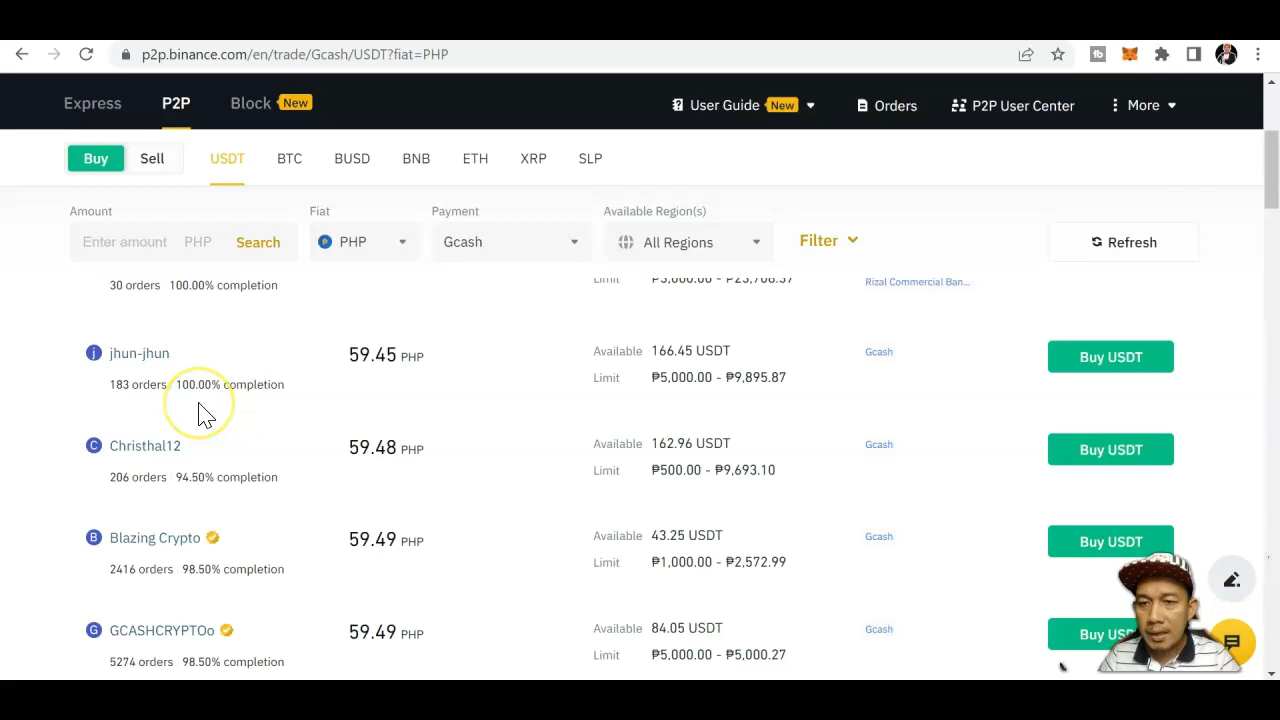 p2p.binance.com/en/trade/Gcash/USDT?fiat=PHP
Express P2P Block New User Guide New Orders P2P User Center More
Buy Sell USDT BTC BUSD BNB ETH XRP SLP
Amount Fiat Payment Available Region(s)
Enter amount PHP Search PHP Gcash All Regions Filter Refresh
30 orders 100.00% completion Limit Rizal Commercial Ban...
jhun-jhun 59.45 PHP Available 166.45 USDT Gcash Buy USDT
183 orders 100.00% completion Limit ₱5,000.00 - ₱9,895.87
Christhal12 59.48 PHP Available 162.96 USDT Gcash Buy USDT
206 orders 94.50% completion Limit ₱500.00 - ₱9,693.10
Blazing Crypto 59.49 PHP Available 43.25 USDT Gcash Buy USDT
2416 orders 98.50% completion Limit ₱1,000.00 - ₱2,572.99
GCASHCRYPTOo 59.49 PHP Available 84.05 USDT Gcash Buy
5274 orders 98.50% completion Limit ₱5,000.00 - ₱5,000.27